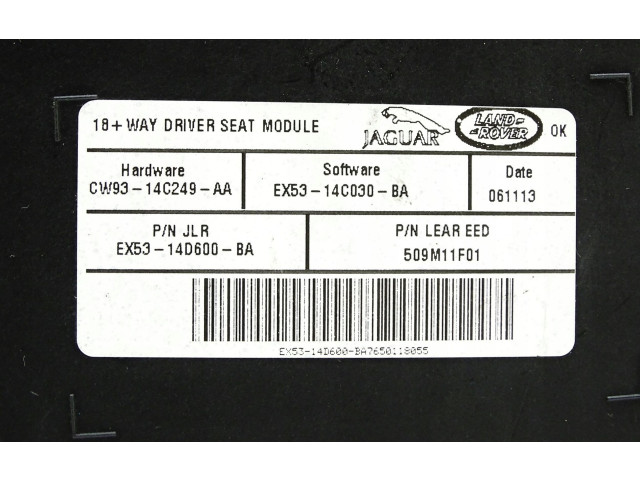 18+ WAY DRIVER SEAT MODULE JAGUAR LAND-ROVER OK
Hardware Software Date
CW93-14C249-AA EX53-14C030-BA 061113
P/N JLR P/N LEAR EED
EX53-14D600-BA 509M11F01
EX53-14D600-BA7650118055